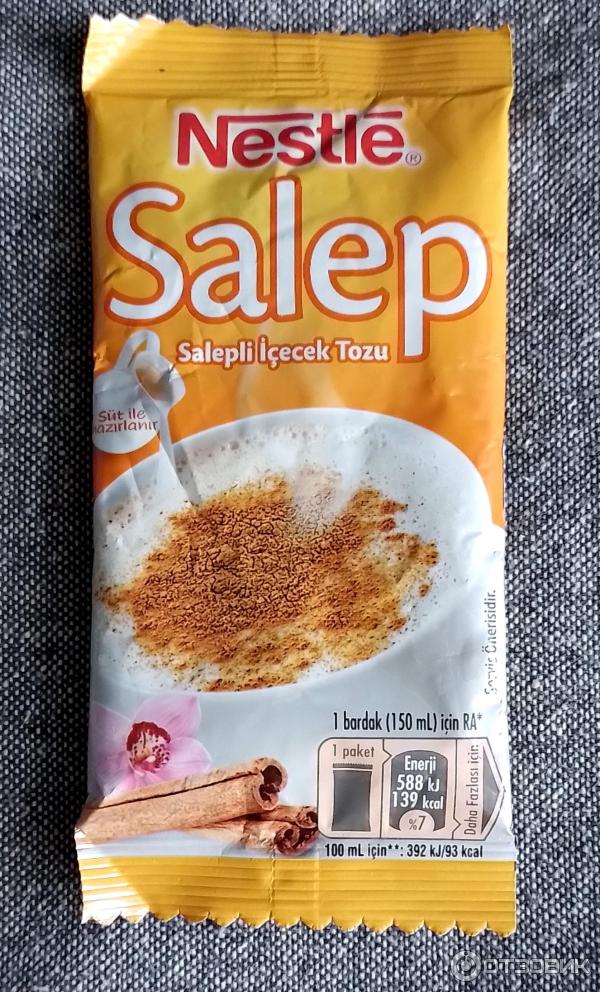 Nestlé®
Salep
Salepli İçecek Tozu
Süt ile
hazırlanır
Servis Önerisidir.
1 bardak (150 mL) için RA*
1 paket
Enerji
588 kJ
139 kcal
%7
Daha Fazlası için:
100 mL için**: 392 kJ/93 kcal
ОТЗОВИК